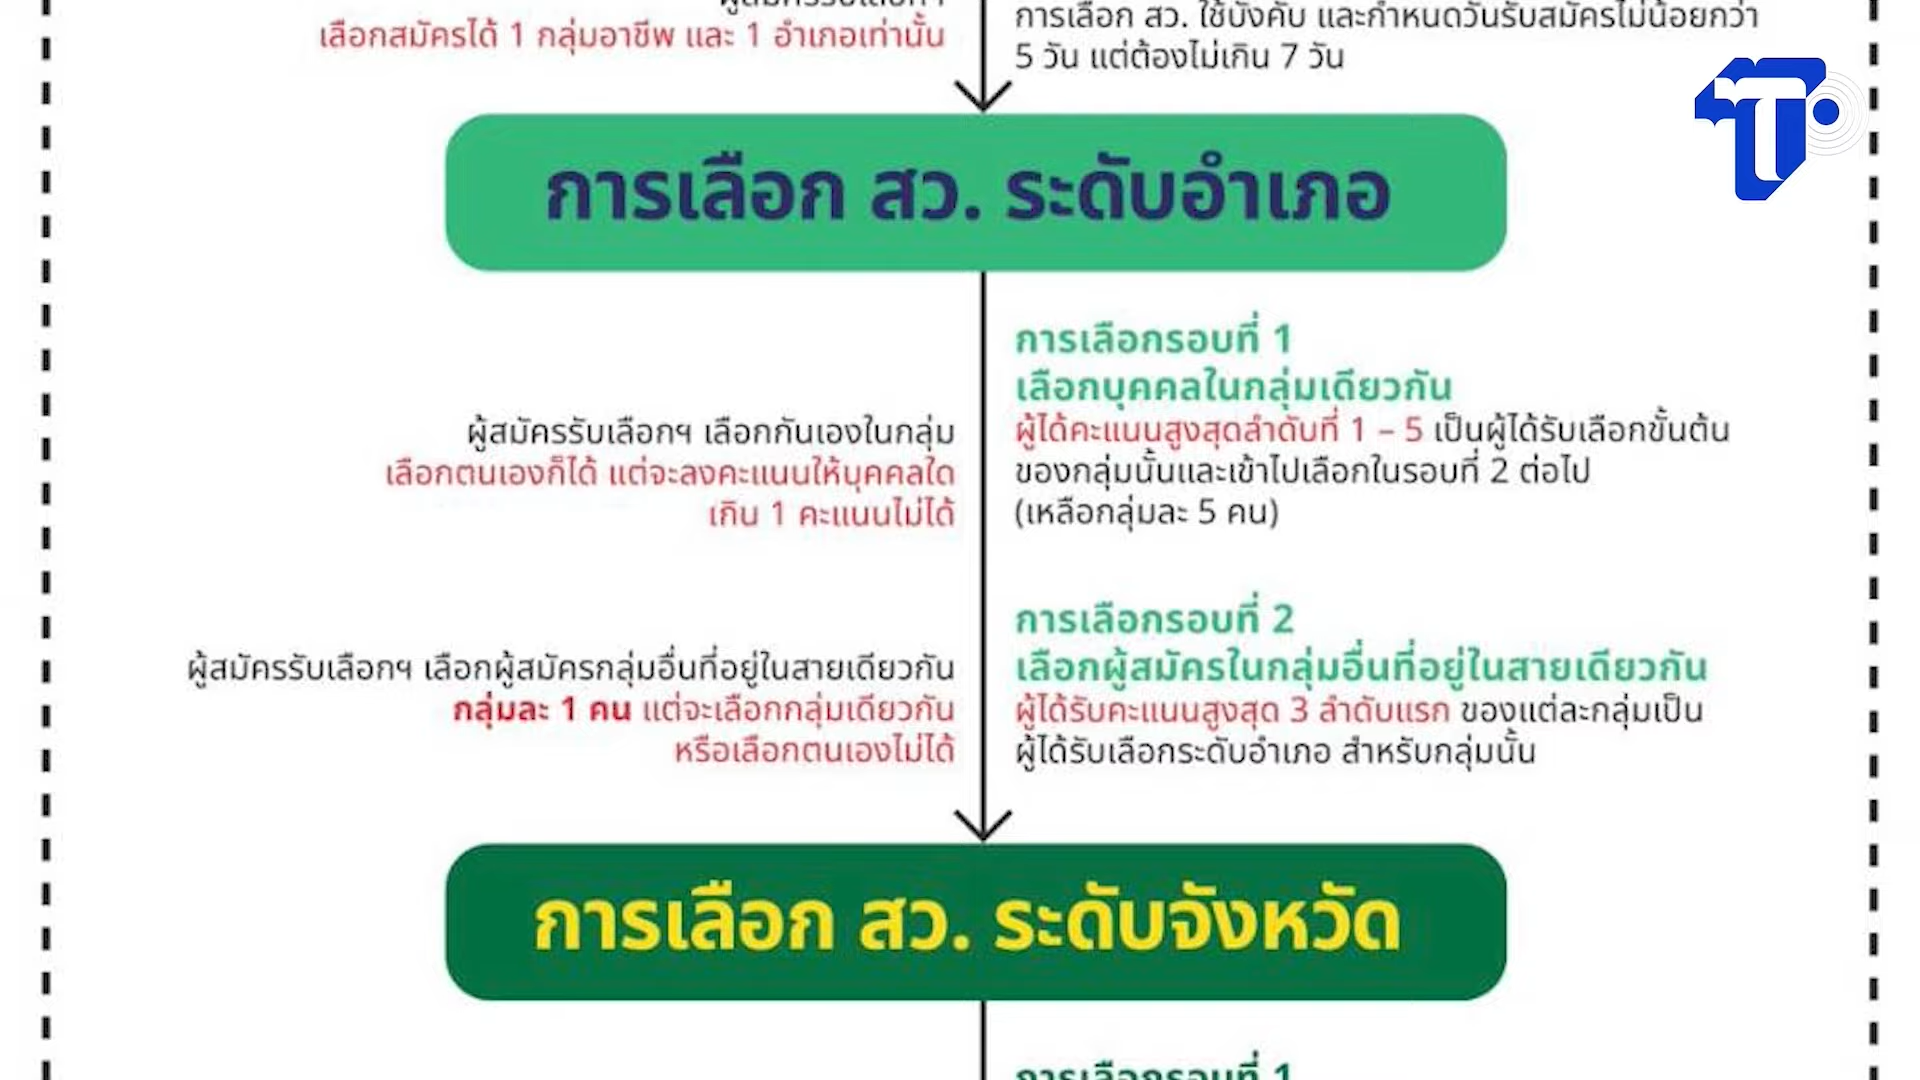 เลือกสมัครได้ 1 กลุ่มอาชีพ และ 1 อำเภอเท่านั้น
การเลือก สว. ใช้บังคับ และกำหนดวันรับสมัครไม่น้อยกว่า
5 วัน แต่ต้องไม่เกิน 7 วัน
การเลือก สว. ระดับอำเภอ
ผู้สมัครรับเลือกฯ เลือกกันเองในกลุ่ม
เลือกตนเองก็ได้ แต่จะลงคะแนนให้บุคคลใด
เกิน 1 คะแนนไม่ได้
การเลือกรอบที่ 1
เลือกบุคคลในกลุ่มเดียวกัน
ผู้ได้คะแนนสูงสุดลำดับที่ 1 – 5 เป็นผู้ได้รับเลือกขั้นต้น
ของกลุ่มนั้นและเข้าไปเลือกในรอบที่ 2 ต่อไป
(เหลือกลุ่มละ 5 คน)
ผู้สมัครรับเลือกฯ เลือกผู้สมัครกลุ่มอื่นที่อยู่ในสายเดียวกัน
กลุ่มละ 1 คน แต่จะเลือกกลุ่มเดียวกัน
หรือเลือกตนเองไม่ได้
การเลือกรอบที่ 2
เลือกผู้สมัครในกลุ่มอื่นที่อยู่ในสายเดียวกัน
ผู้ได้รับคะแนนสูงสุด 3 ลำดับแรก ของแต่ละกลุ่มเป็น
ผู้ได้รับเลือกระดับอำเภอ สำหรับกลุ่มนั้น
การเลือก สว. ระดับจังหวัด
การเลือกรอบที่ 1